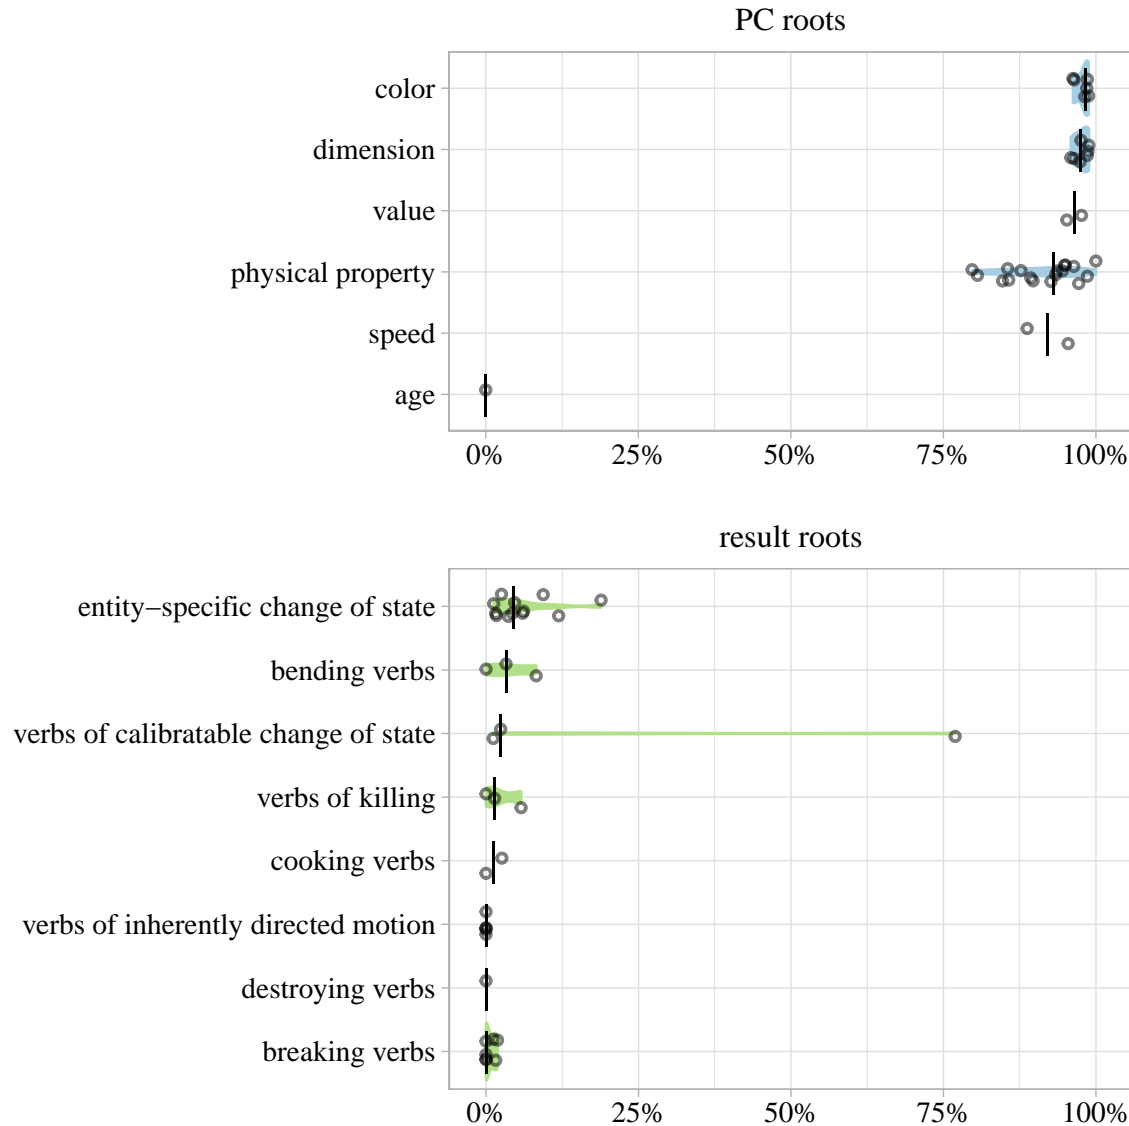 PC roots
color
dimension
value
physical property
speed
age
0% 25% 50% 75% 100%
result roots
entity−specific change of state
bending verbs
verbs of calibratable change of state
verbs of killing
cooking verbs
verbs of inherently directed motion
destroying verbs
breaking verbs
0% 25% 50% 75% 100%